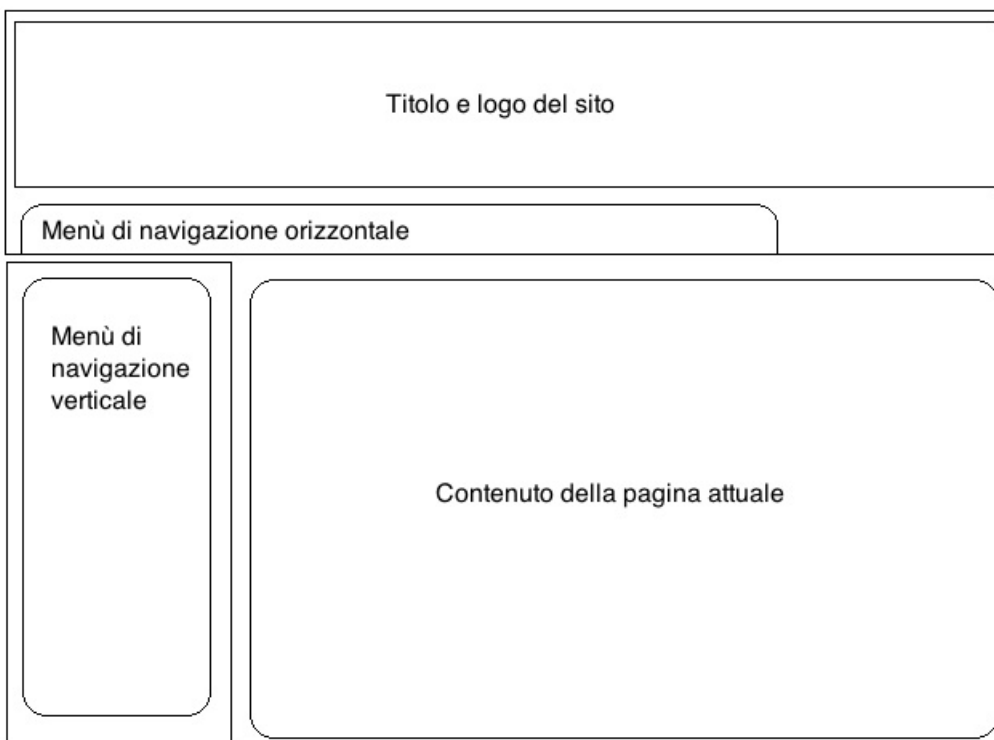 Titolo e logo del sito
Menù di navigazione orizzontale
Menù di
navigazione
verticale
Contenuto della pagina attuale